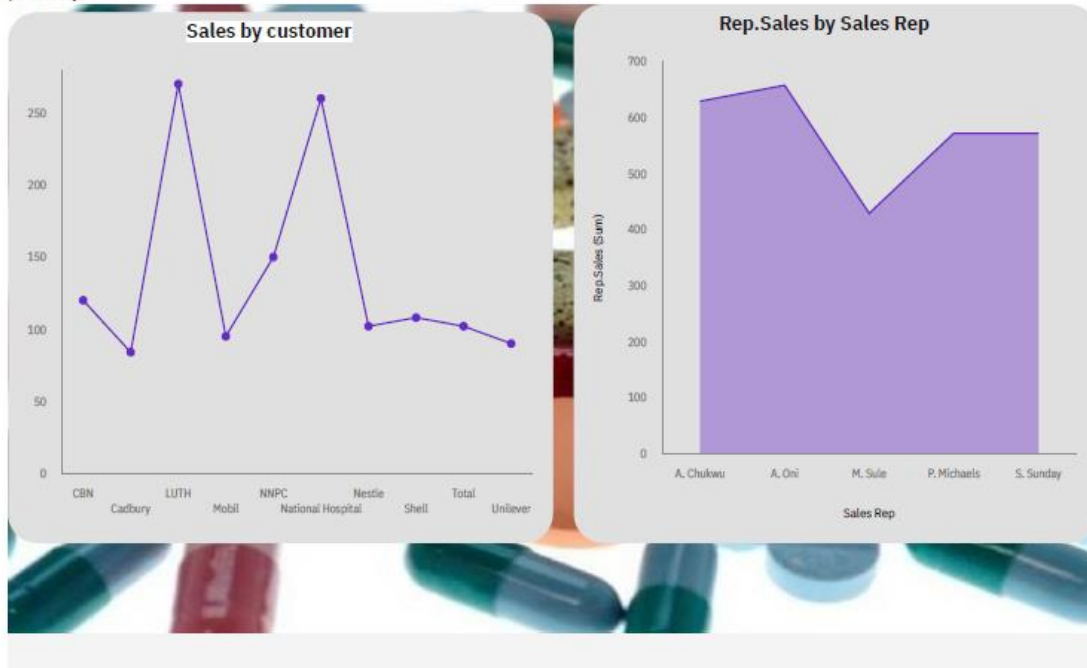 Sales by customer
250
200
150
100
50
0
CBN
Cadbury
LUTH
Mobil
NNPC
National Hospital
Nestle
Shell
Total
Unilever
Rep.Sales by Sales Rep
Rep.Sales (Sum)
700
600
500
400
300
200
100
0
A. Chukwu
A. Oni
M. Sule
P. Michaels
S. Sunday
Sales Rep